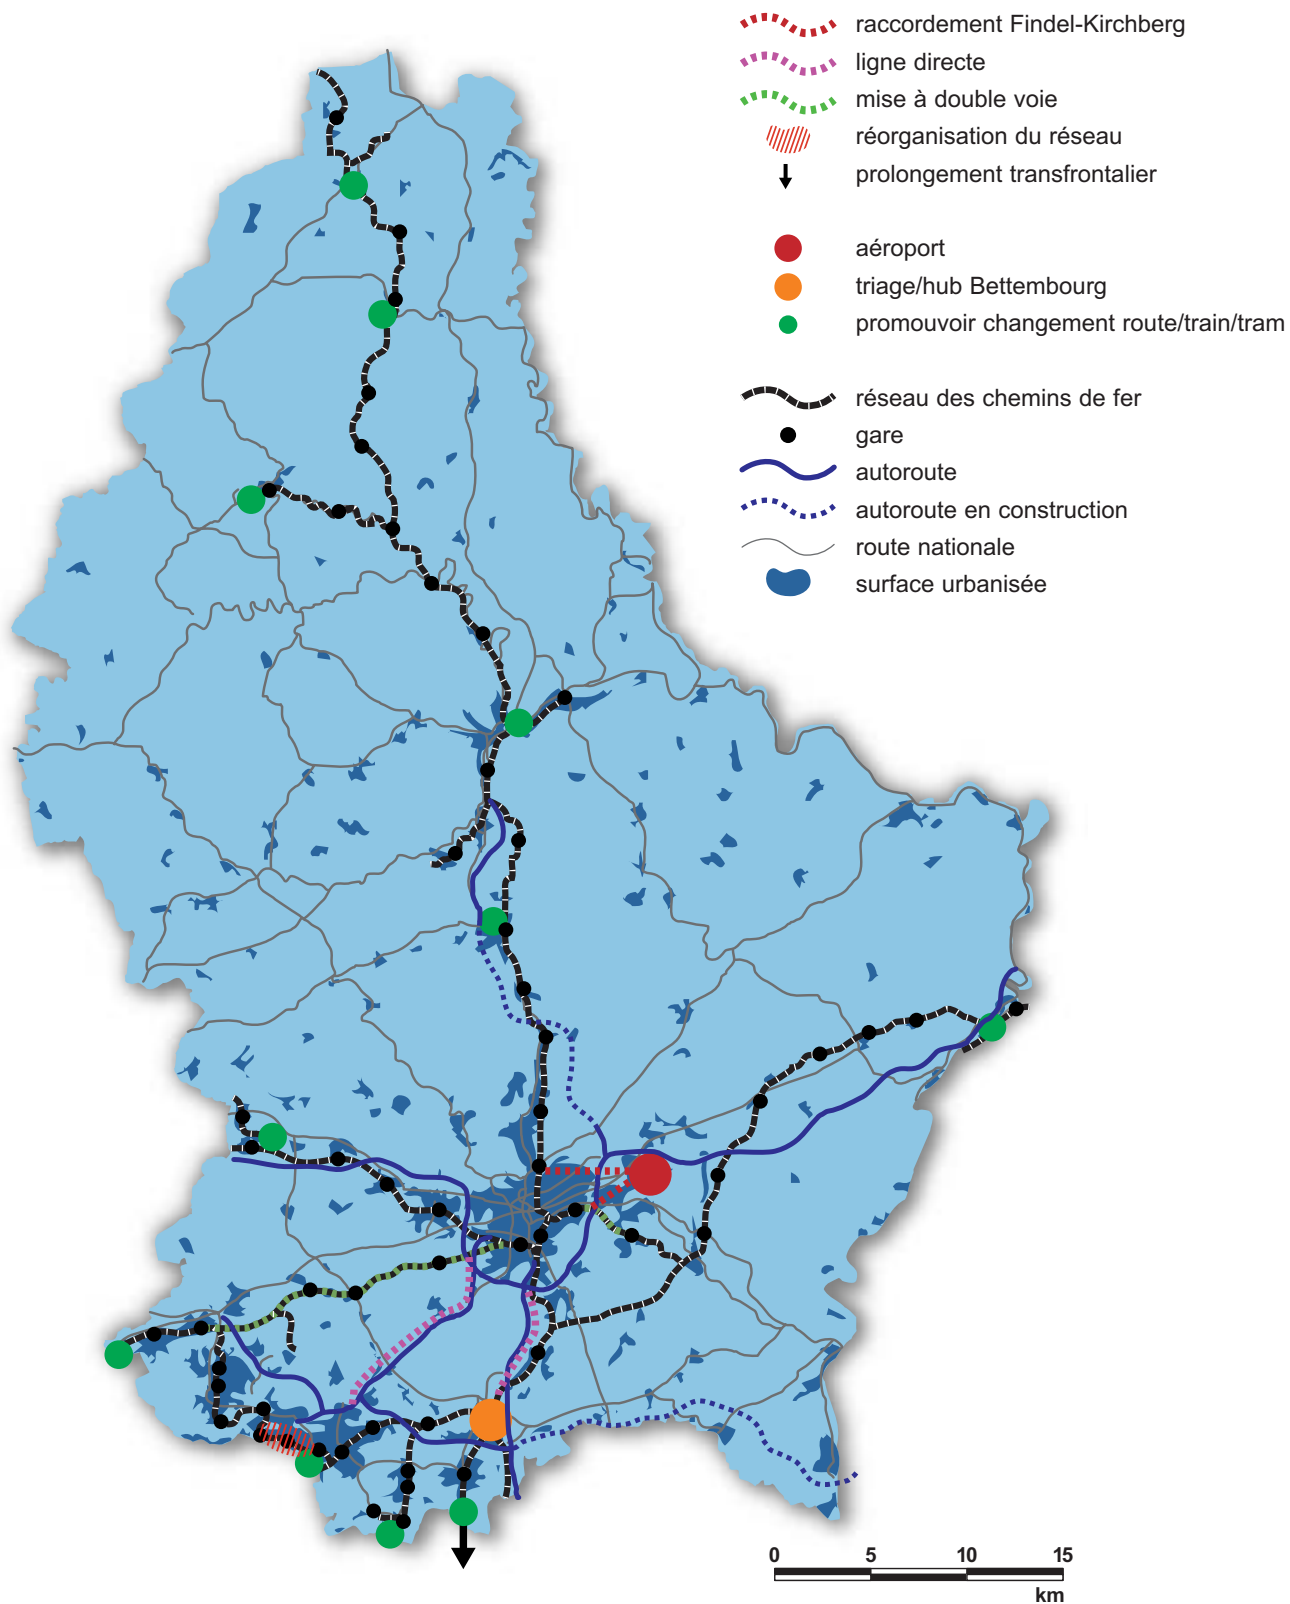 raccordement Findel-Kirchberg
ligne directe
mise à double voie
réorganisation du réseau
prolongement transfrontalier
aéroport
triage/hub Bettembourg
promouvoir changement route/train/tram
réseau des chemins de fer
gare
autoroute
autoroute en construction
route nationale
surface urbanisée
0 5 10 15
km